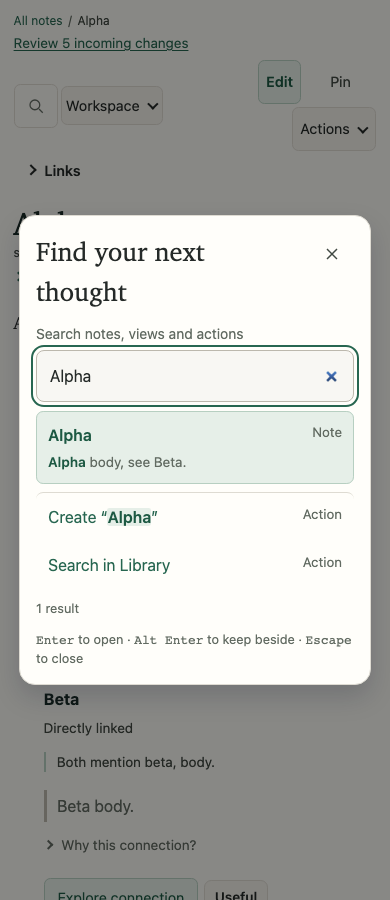 All notes / Alpha
Review 5 incoming changes
Edit
Pin
Workspace
Actions
Links
Find your next
thought
Search notes, views and actions
Alpha
Alpha
Note
Alpha body, see Beta.
Create “Alpha”
Action
Search in Library
Action
1 result
Enter to open · Alt Enter to keep beside · Escape
to close
Beta
Directly linked
Both mention beta, body.
Beta body.
Why this connection?
Explore connection
Useful